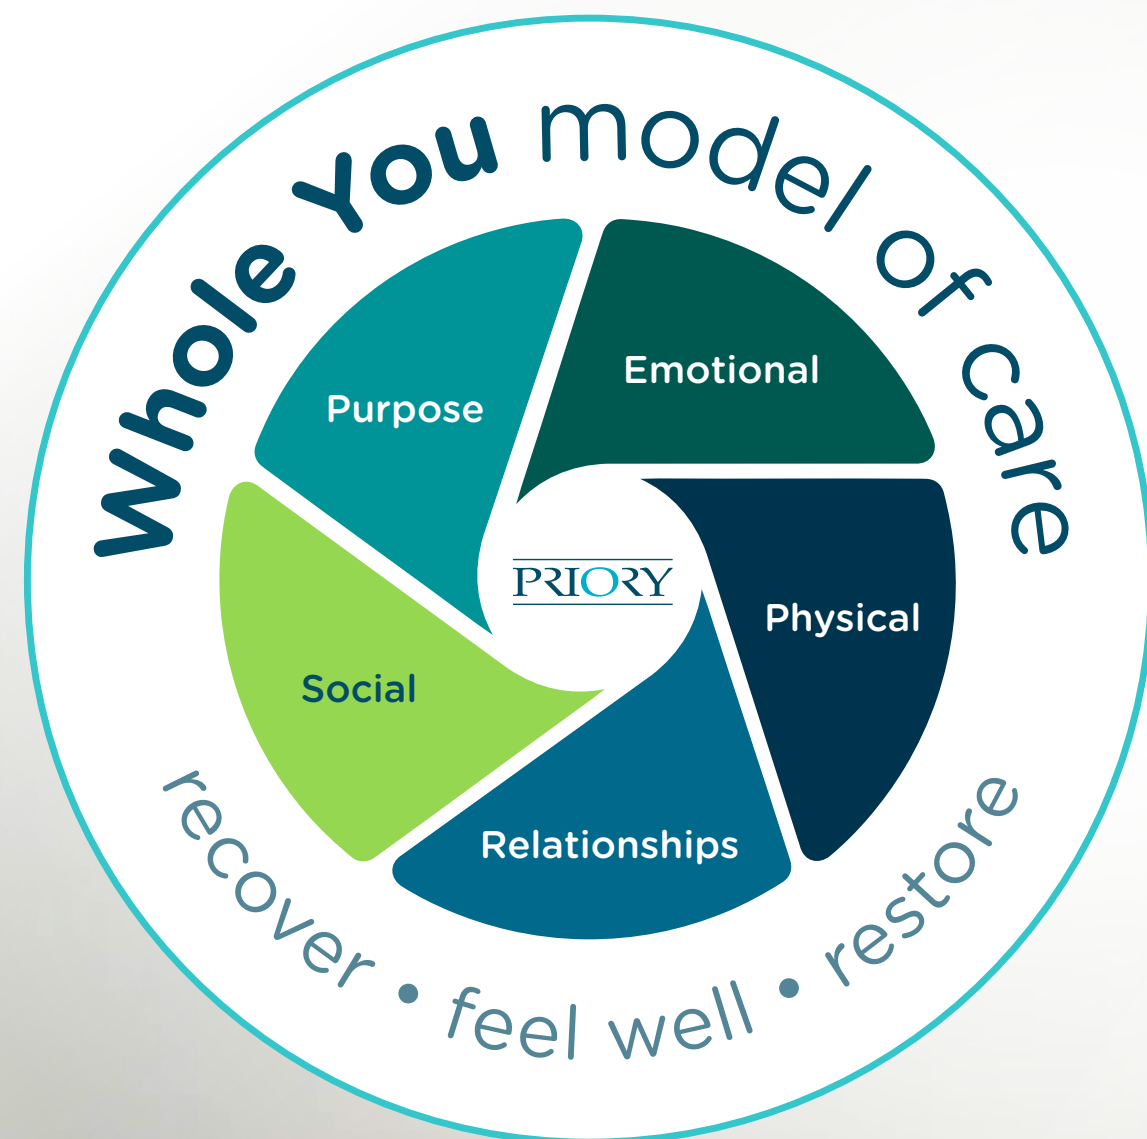 Whole You model of care
Emotional
Purpose
PRIORY
Physical
Social
Relationships
recover • feel well • restore